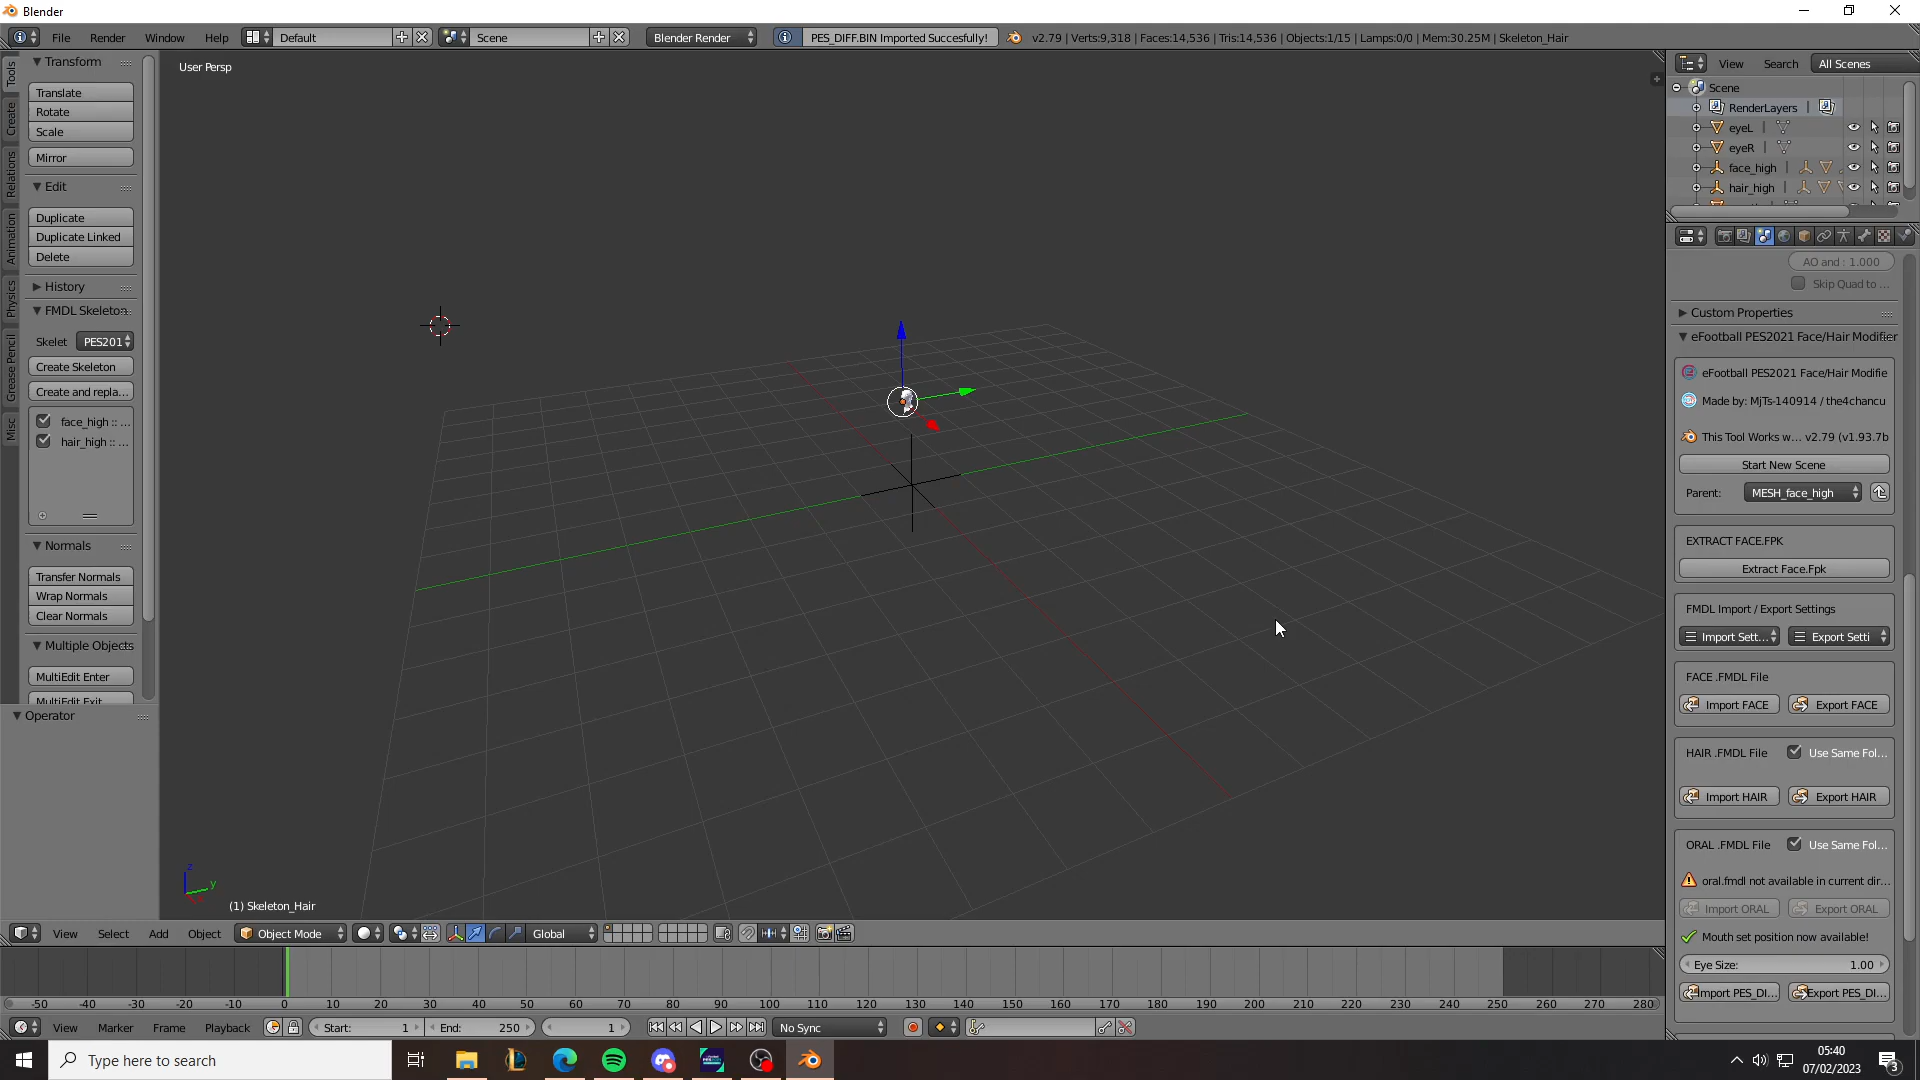 Blender
File
Render
Window
Help
Default
Scene
Blender Render
PES_DIFF.BIN Imported Succesfully!
v2.79 | Verts:9,318 | Faces:14,536 | Tris:14,536 | Objects:1/15 | Lamps:0/0 | Mem:30.25M | Skeleton_Hair
Tools
Create
Relations
Animation
Physics
Grease Pencil
Misc
Transform
Translate
Rotate
Scale
Mirror
Edit
Duplicate
Duplicate Linked
Delete
History
FMDL Skeleton
Skelet
PES201
Create Skeleton
Create and repla...
face_high :: ...
hair_high :: ...
Normals
Transfer Normals
Wrap Normals
Clear Normals
Multiple Objects
MultiEdit Enter
MultiEdit Exit
Operator
User Persp
z
y
(1) Skeleton_Hair
View
Search
All Scenes
Scene
RenderLayers
eyeL
eyeR
face_high
hair_high
AO and : 1.000
Skip Quad to ...
Custom Properties
eFootball PES2021 Face/Hair Modifier
eFootball PES2021 Face/Hair Modifie
Made by: MjTs-140914 / the4chancu
This Tool Works w... v2.79 (v1.93.7b
Start New Scene
Parent:
MESH_face_high
EXTRACT FACE.FPK
Extract Face.Fpk
FMDL Import / Export Settings
Import Sett...
Export Setti
FACE .FMDL File
Import FACE
Export FACE
HAIR .FMDL File
Use Same Fol...
Import HAIR
Export HAIR
ORAL .FMDL File
Use Same Fol...
oral.fmdl not available in current dir...
Import ORAL
Export ORAL
Mouth set position now available!
Eye Size: 1.00
Import PES_DI...
Export PES_DI...
View
Select
Add
Object
Object Mode
Global
-50 -40 -30 -20 -10 0 10 20 30 40 50 60 70 80 90 100 110 120 130 140 150 160 170 180 190 200 210 220 230 240 250 260 270 280
View
Marker
Frame
Playback
Start: 1
End: 250
1
No Sync
Type here to search
05:40
07/02/2023
3